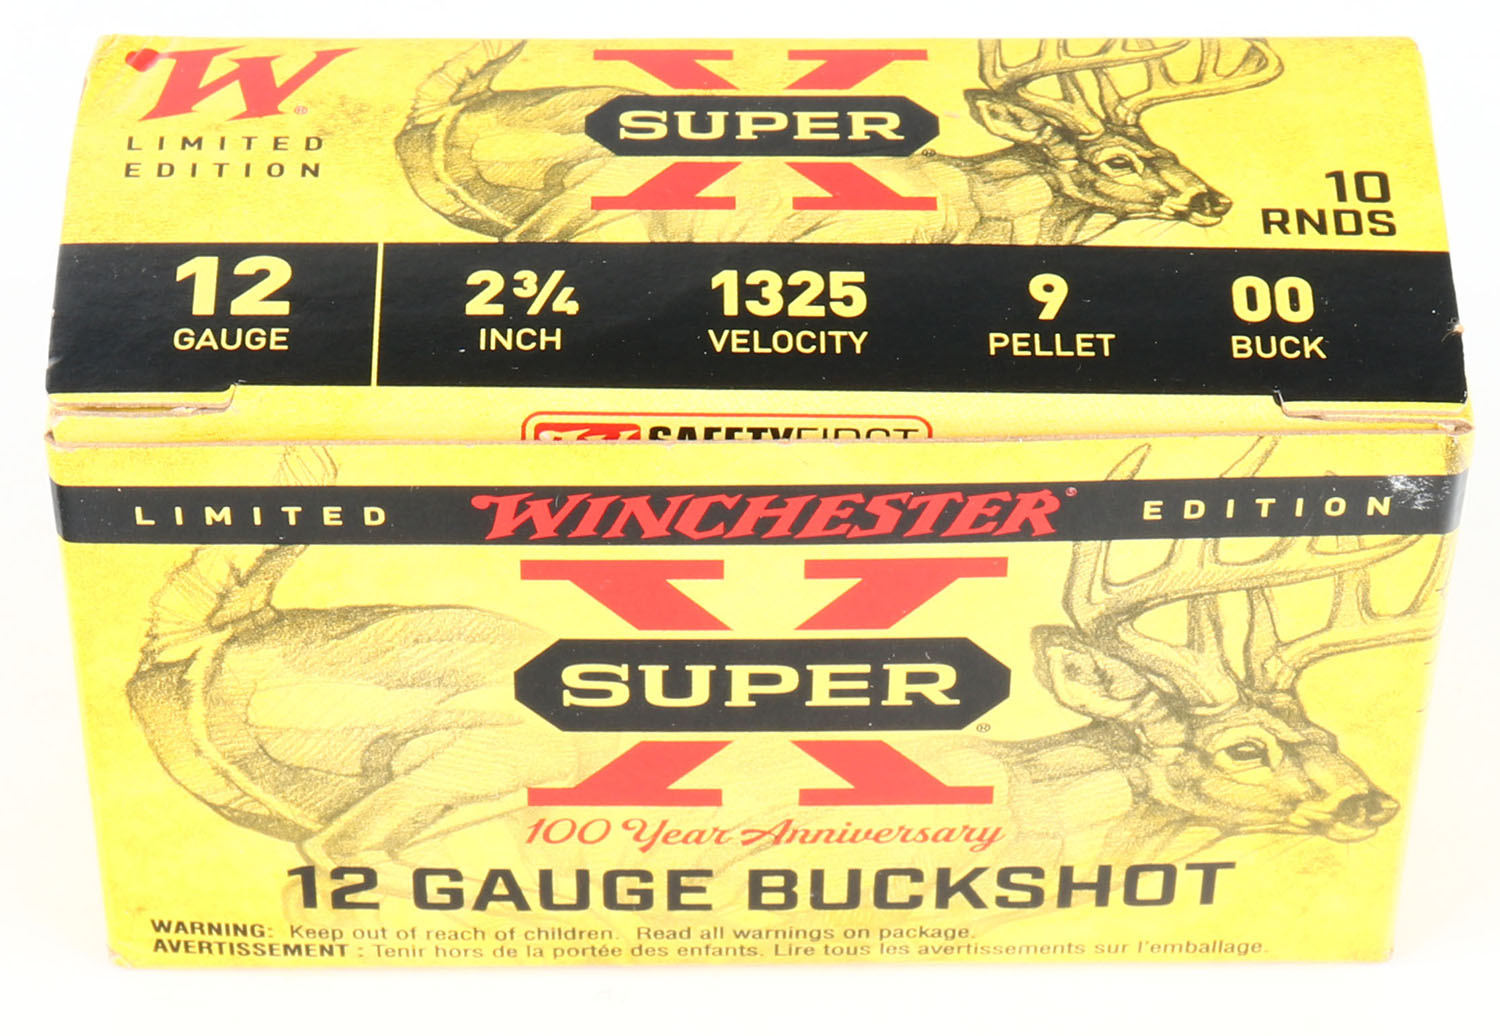 W®
LIMITED
EDITION
X
SUPER®
10
RNDS
12
GAUGE
2¾
INCH
1325
VELOCITY
9
PELLET
00
BUCK
SAFETYFIRST
LIMITED WINCHESTER® EDITION
X
SUPER®
100 Year Anniversary
12 GAUGE BUCKSHOT
WARNING: Keep out of reach of children. Read all warnings on package.
AVERTISSEMENT : Tenir hors de la portée des enfants. Lire tous les avertissements sur l'emballage.